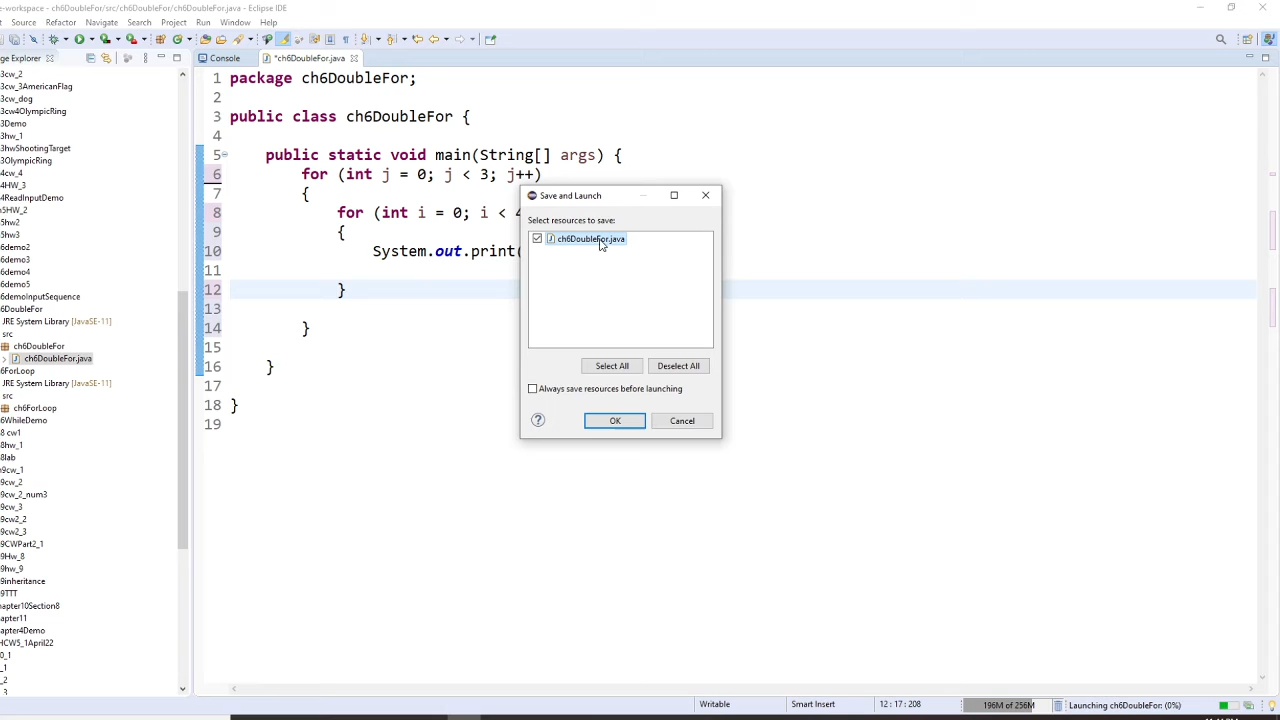 e-workspace - ch6DoubleFor/src/ch6DoubleFor/ch6DoubleFor.java - Eclipse IDE
Source Refactor Navigate Search Project Run Window Help
ge Explorer
Console
*ch6DoubleFor.java
3cw_2
3cw_3AmericanFlag
3cw_dog
3cw4OlympicRing
3Demo
3hw_1
3hwShootingTarget
3OlympicRing
4cw_4
4HW_3
4ReadInputDemo
5HW_2
5hw2
5hw3
6demo2
6demo3
6demo4
6demo5
6demoInputSequence
6DoubleFor
JRE System Library [JavaSE-11]
src
ch6DoubleFor
ch6DoubleFor.java
6ForLoop
JRE System Library [JavaSE-11]
src
ch6ForLoop
6WhileDemo
8 cw1
8hw_1
8lab
9cw_1
9cw_2
9cw_2_num3
9cw_3
9cw2_2
9cw2_3
9CWPart2_1
9Hw_8
9hw_9
9inheritance
9TTT
apter10Section8
apter11
apter4Demo
HCW5_1April22
0_1
_1
_2
_3
1 package ch6DoubleFor;
2
3 public class ch6DoubleFor {
4
5 public static void main(String[] args) {
6 for (int j = 0; j < 3; j++)
7 {
8 for (int i = 0; i < 4
9 {
10 System.out.print(
11
12 }
13
14 }
15
16 }
17
18 }
19
Save and Launch
Select resources to save:
ch6DoubleFor.java
Select All Deselect All
Always save resources before launching
OK Cancel
Writable Smart Insert 12 : 17 : 208 196M of 256M Launching ch6DoubleFor: (0%)